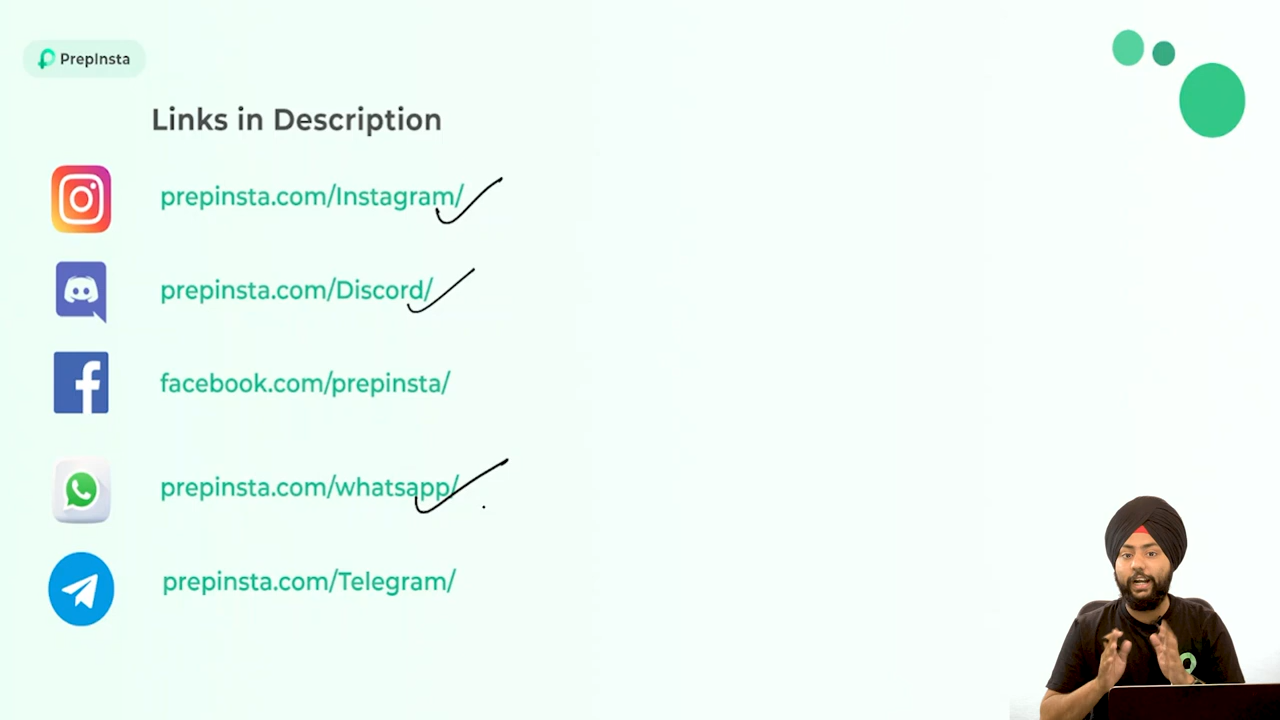 PrepInsta
Links in Description
prepinsta.com/Instagram/
prepinsta.com/Discord/
facebook.com/prepinsta/
prepinsta.com/whatsapp/
prepinsta.com/Telegram/